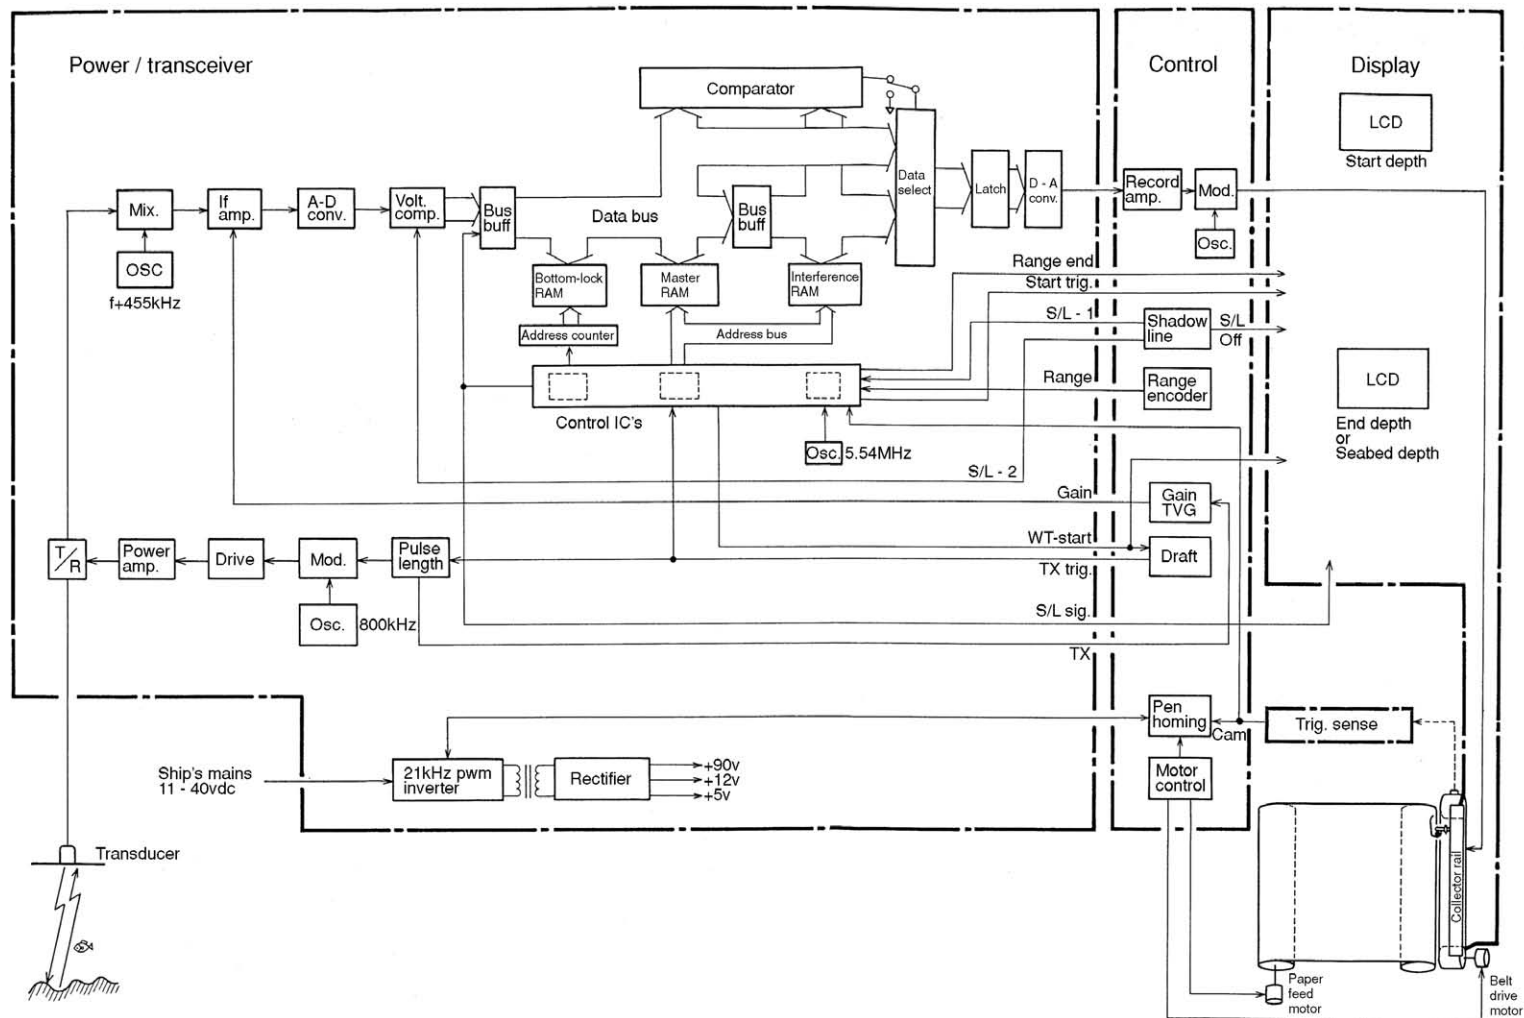 Power / transceiver
Control
Display
Comparator
LCD
Start depth
Mix.
If
amp.
A-D
conv.
Volt.
comp.
Bus
buff
Data bus
Bus
buff
Data
select
Latch
D - A
conv.
Record
amp.
Mod.
OSC
f+455kHz
Osc.
Bottom-lock
RAM
Master
RAM
Interference
RAM
Range end
Start trig.
S/L - 1
Shadow
line
S/L
Off
Address counter
Address bus
Range
Range
encoder
LCD
End depth
or
Seabed depth
Control IC's
Osc.
5.54MHz
S/L - 2
Gain
Gain
TVG
WT-start
Draft
TX trig.
T/R
Power
amp.
Drive
Mod.
Pulse
length
Osc.
800kHz
S/L sig.
TX
Pen
homing
Cam
Trig. sense
Ship's mains
11 - 40vdc
21kHz pwm
inverter
Rectifier
+90v
+12v
+5v
Motor
control
Transducer
Collector rail
Paper
feed
motor
Belt
drive
motor